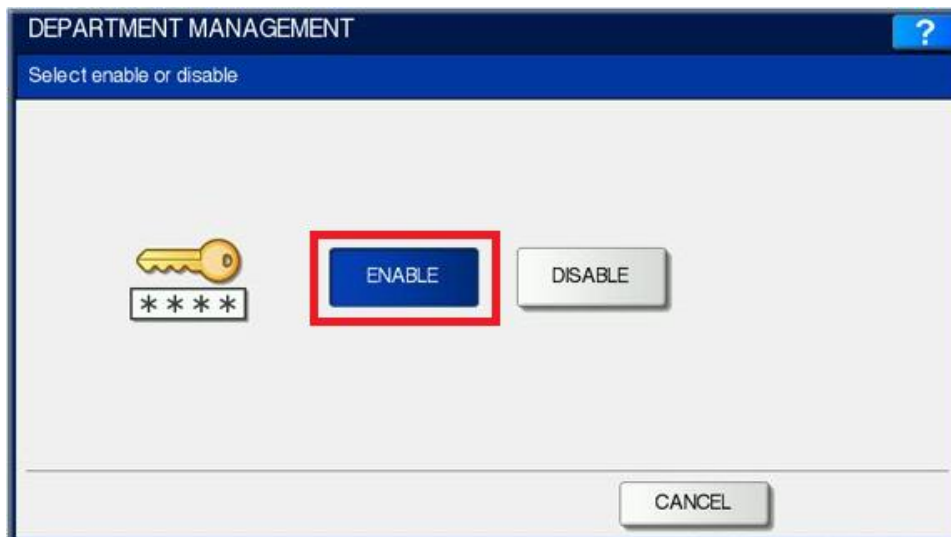 DEPARTMENT MANAGEMENT
?
Select enable or disable
ENABLE
DISABLE
****
CANCEL